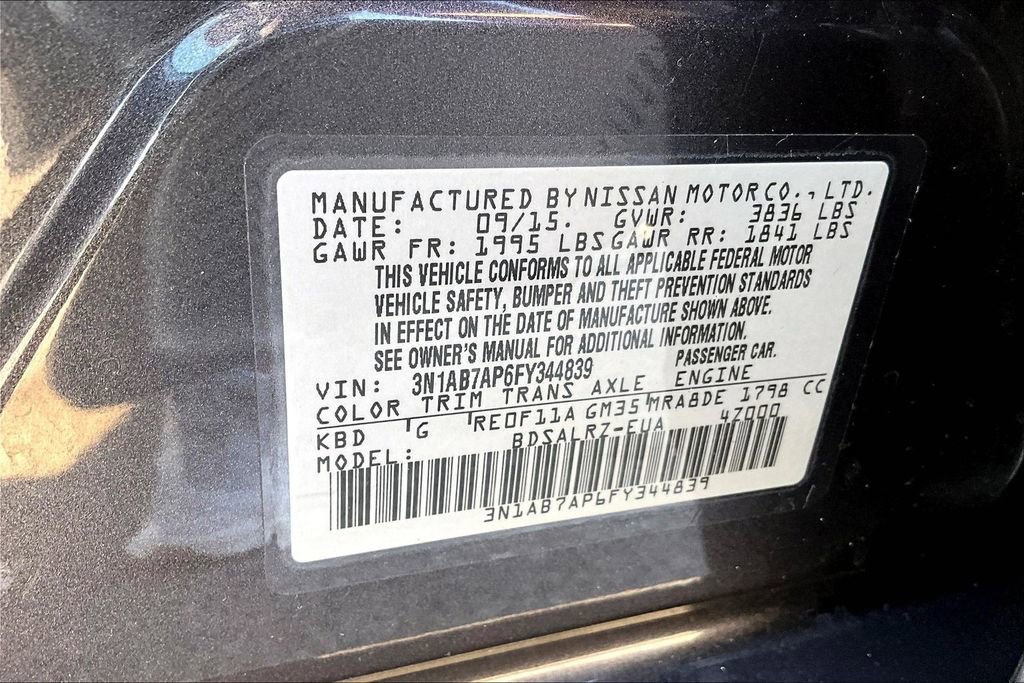 MANUFACTURED BY NISSAN MOTOR CO., LTD.
DATE: 09/15. GVWR: 3836 LBS
GAWR FR: 1995 LBS GAWR RR: 1841 LBS
THIS VEHICLE CONFORMS TO ALL APPLICABLE FEDERAL MOTOR
VEHICLE SAFETY, BUMPER AND THEFT PREVENTION STANDARDS
IN EFFECT ON THE DATE OF MANUFACTURE SHOWN ABOVE.
SEE OWNER'S MANUAL FOR ADDITIONAL INFORMATION.
VIN: 3N1AB7AP6FY344839 PASSENGER CAR.
COLOR TRIM TRANS AXLE ENGINE
KBD G RE0F11A GM35 MRA8DE 1798 CC
MODEL: BDSALRZ-EUA 47000
3N1AB7AP6FY344839